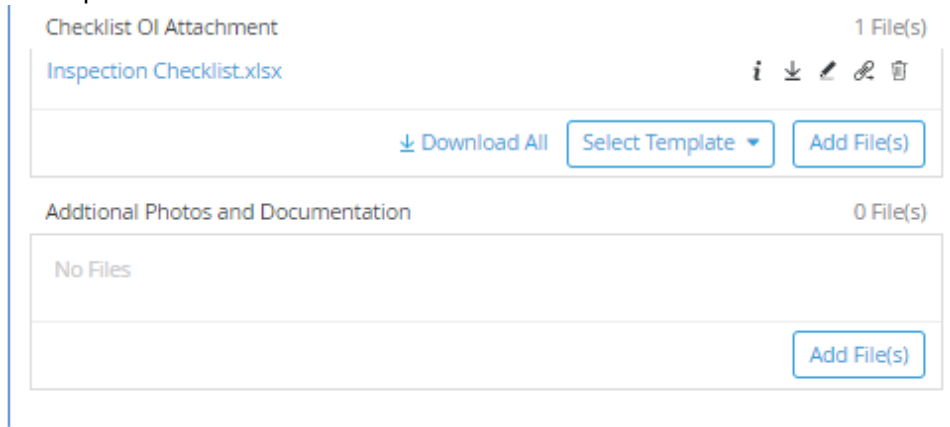 Checklist OI Attachment 1 File(s)
Inspection Checklist.xlsx
Download All Select Template Add File(s)
Addtional Photos and Documentation 0 File(s)
No Files
Add File(s)